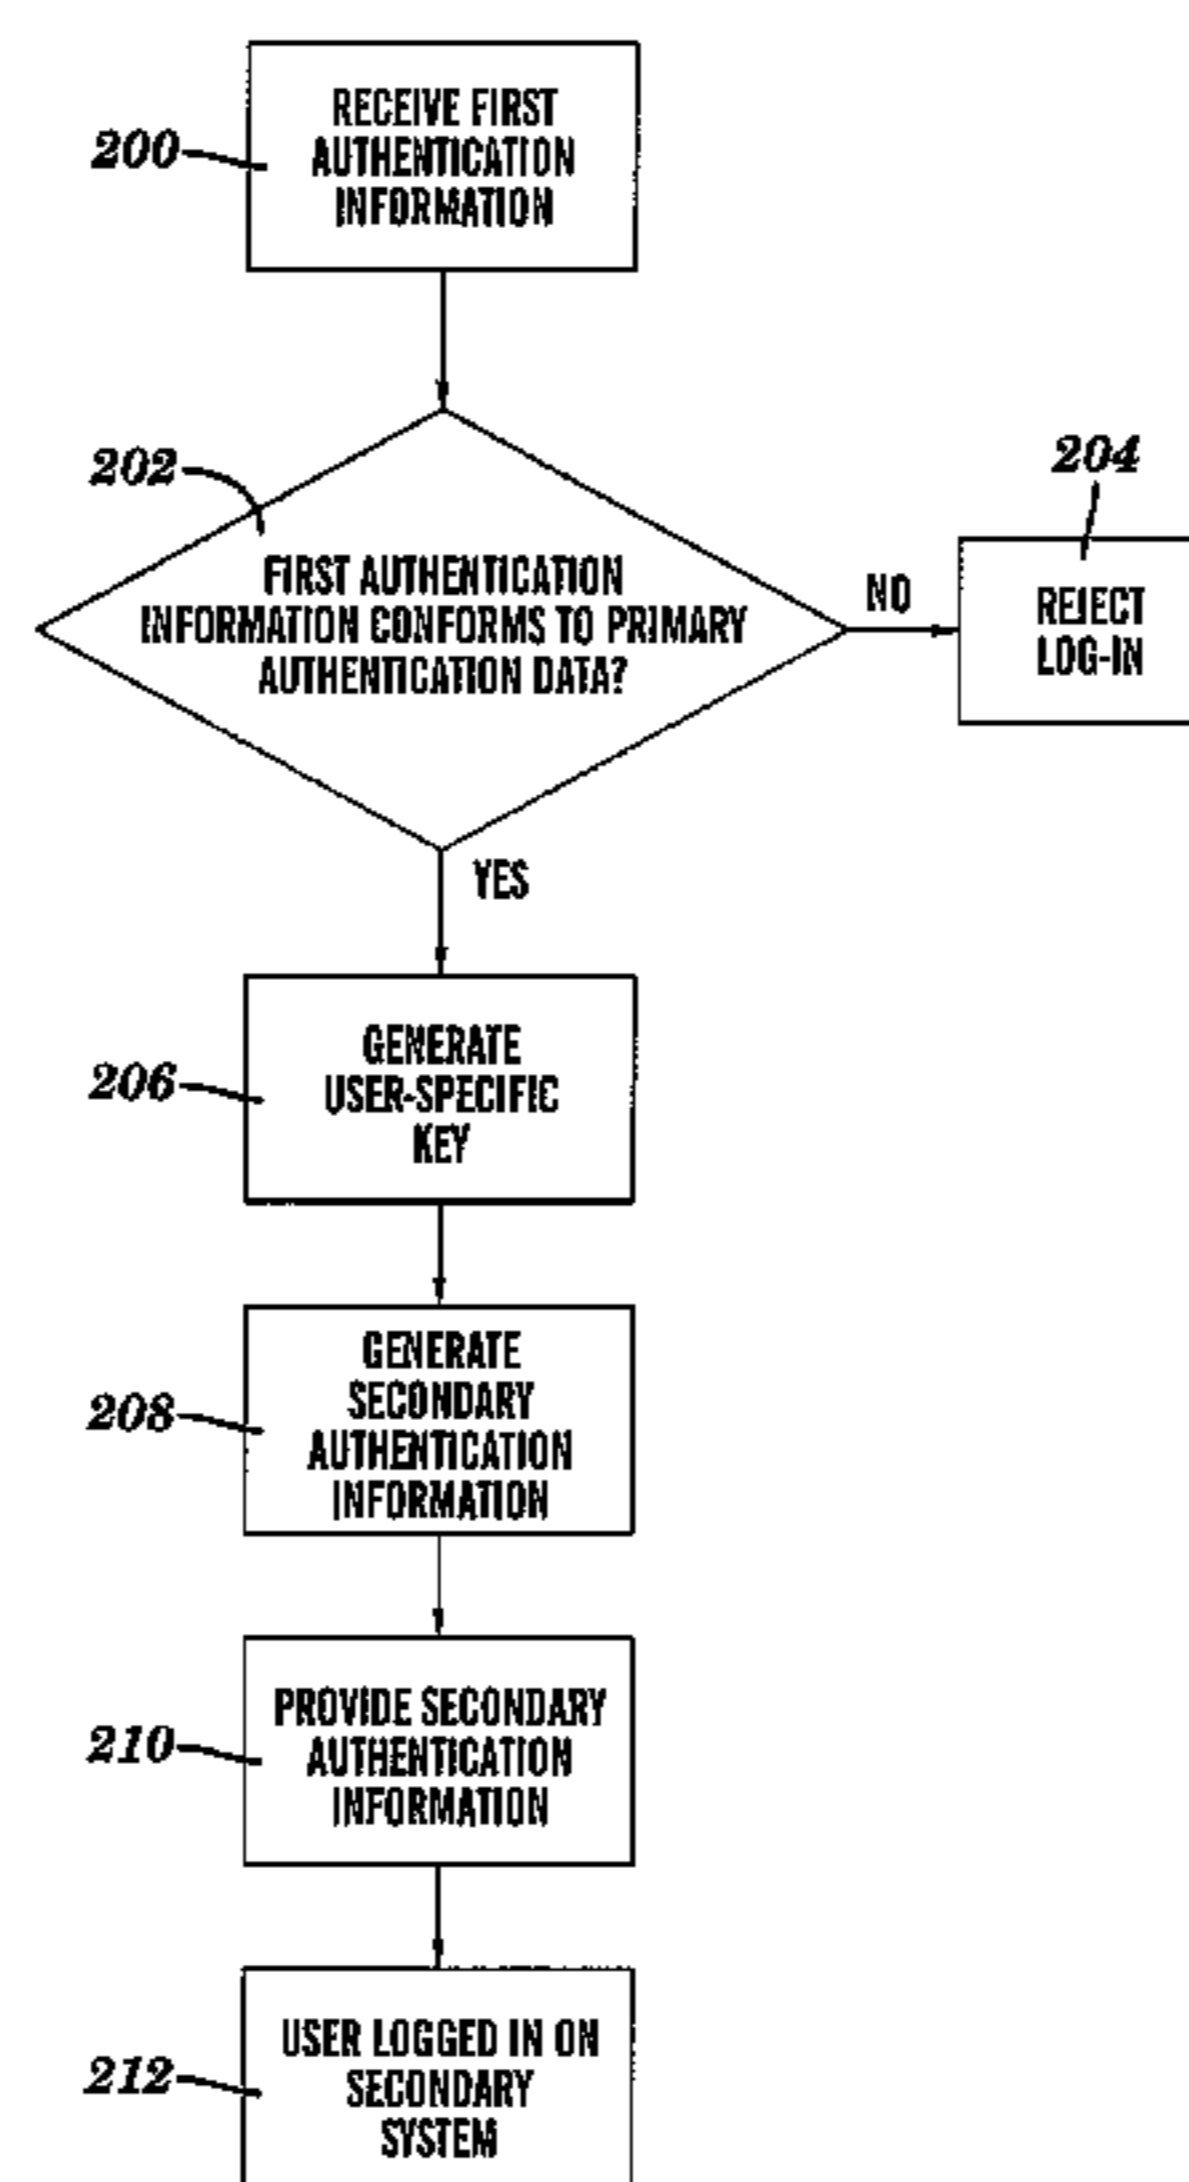 200
RECEIVE FIRST
AUTHENTICATION
INFORMATION
202
FIRST AUTHENTICATION
INFORMATION CONFORMS TO PRIMARY
AUTHENTICATION DATA?
NO
204
REJECT
LOG-IN
YES
206
GENERATE
USER-SPECIFIC
KEY
208
GENERATE
SECONDARY
AUTHENTICATION
INFORMATION
210
PROVIDE SECONDARY
AUTHENTICATION
INFORMATION
212
USER LOGGED IN ON
SECONDARY
SYSTEM